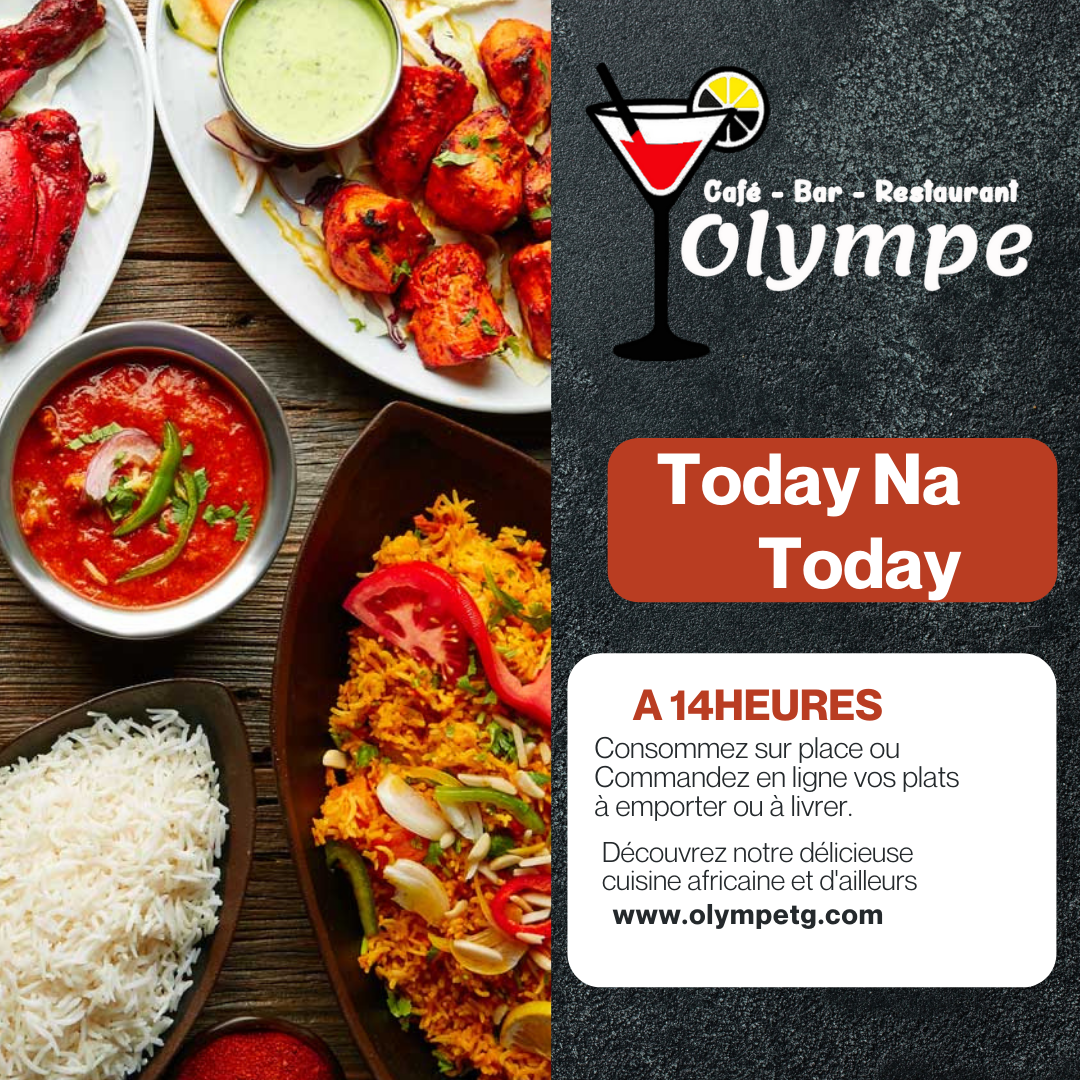 Café - Bar - Restaurant
Olympe
Today Na
Today
A 14HEURES
Consommez sur place ou
Commandez en ligne vos plats
à emporter ou à livrer.
Découvrez notre délicieuse
cuisine africaine et d'ailleurs
www.olympetg.com